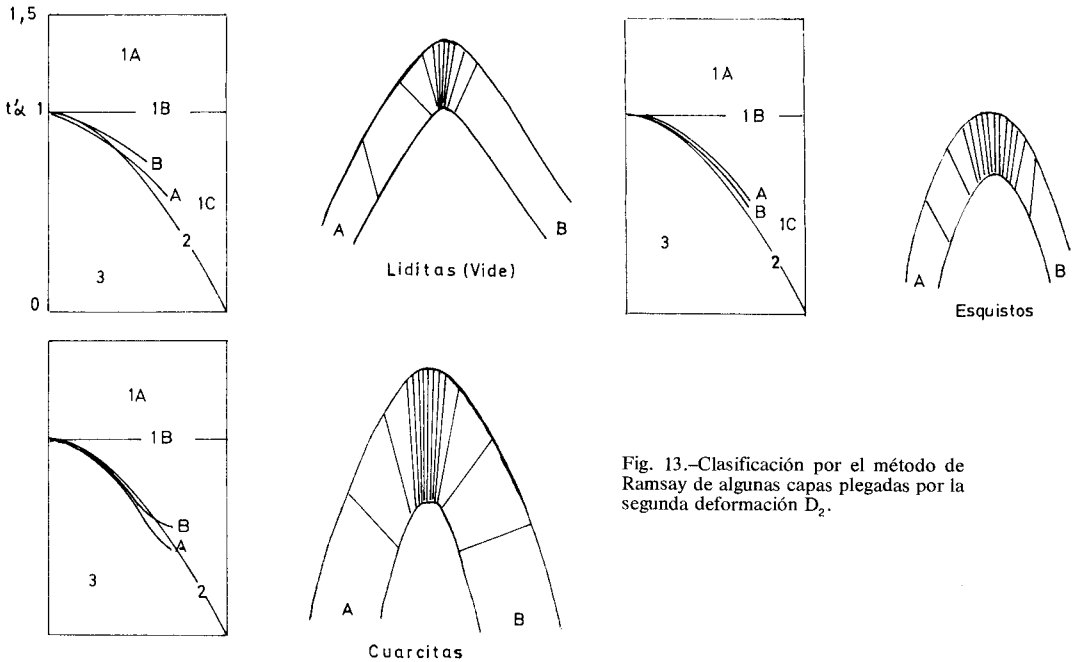 1,5
1A
1B
t'α 1
B
A
1C
2
3
0
A
B
Liditas (Vide)
1A
1B
A
B
1C
3
2
A
B
Esquistos
1A
1B
B
A
3
2
A
B
Cuarcitas
Fig. 13.–Clasificación por el método de
Ramsay de algunas capas plegadas por la
segunda deformación D₂.